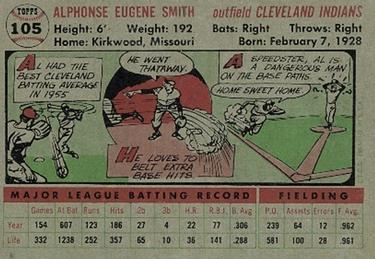 TOPPS
105
ALPHONSE EUGENE SMITH
outfield CLEVELAND INDIANS
Height: 6' Weight: 192
Bats: Right Throws: Right
Home: Kirkwood, Missouri
Born: February 7, 1928
AL HAD THE
BEST CLEVELAND
BATTING AVERAGE
IN 1955
HE WENT
THATAWAY.
HE LOVES TO
BELT EXTRA
BASE HITS.
A SPEEDSTER, AL IS
A DANGEROUS MAN
ON THE BASE PATHS.
HOME SWEET HOME.
MAJOR LEAGUE BATTING RECORD
FIELDING
Games At Bat Runs Hits 2b 3b H.R. R.B.I. B. Avg P.O. Assists Errors F. Avg.
Year 154 607 123 186 27 4 22 77 .306 239 64 12 .962
Life 332 1238 252 357 65 10 36 141 .288 581 100 28 .961